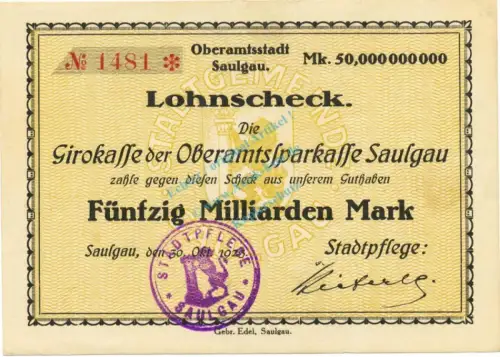 № 1481 ✻
Oberamtsstadt
Saulgau.
Mk. 50,000000000
Lohnscheck.
Die
Girokasse der Oberamtssparkasse Saulgau
zahle gegen diesen Scheck aus unserem Guthaben
Fünfzig Milliarden Mark
Saulgau, den 30. Okt. 1923
Stadtpflege:
STADTPFLEGE
* SAULGAU *
Gebr. Edel, Saulgau.